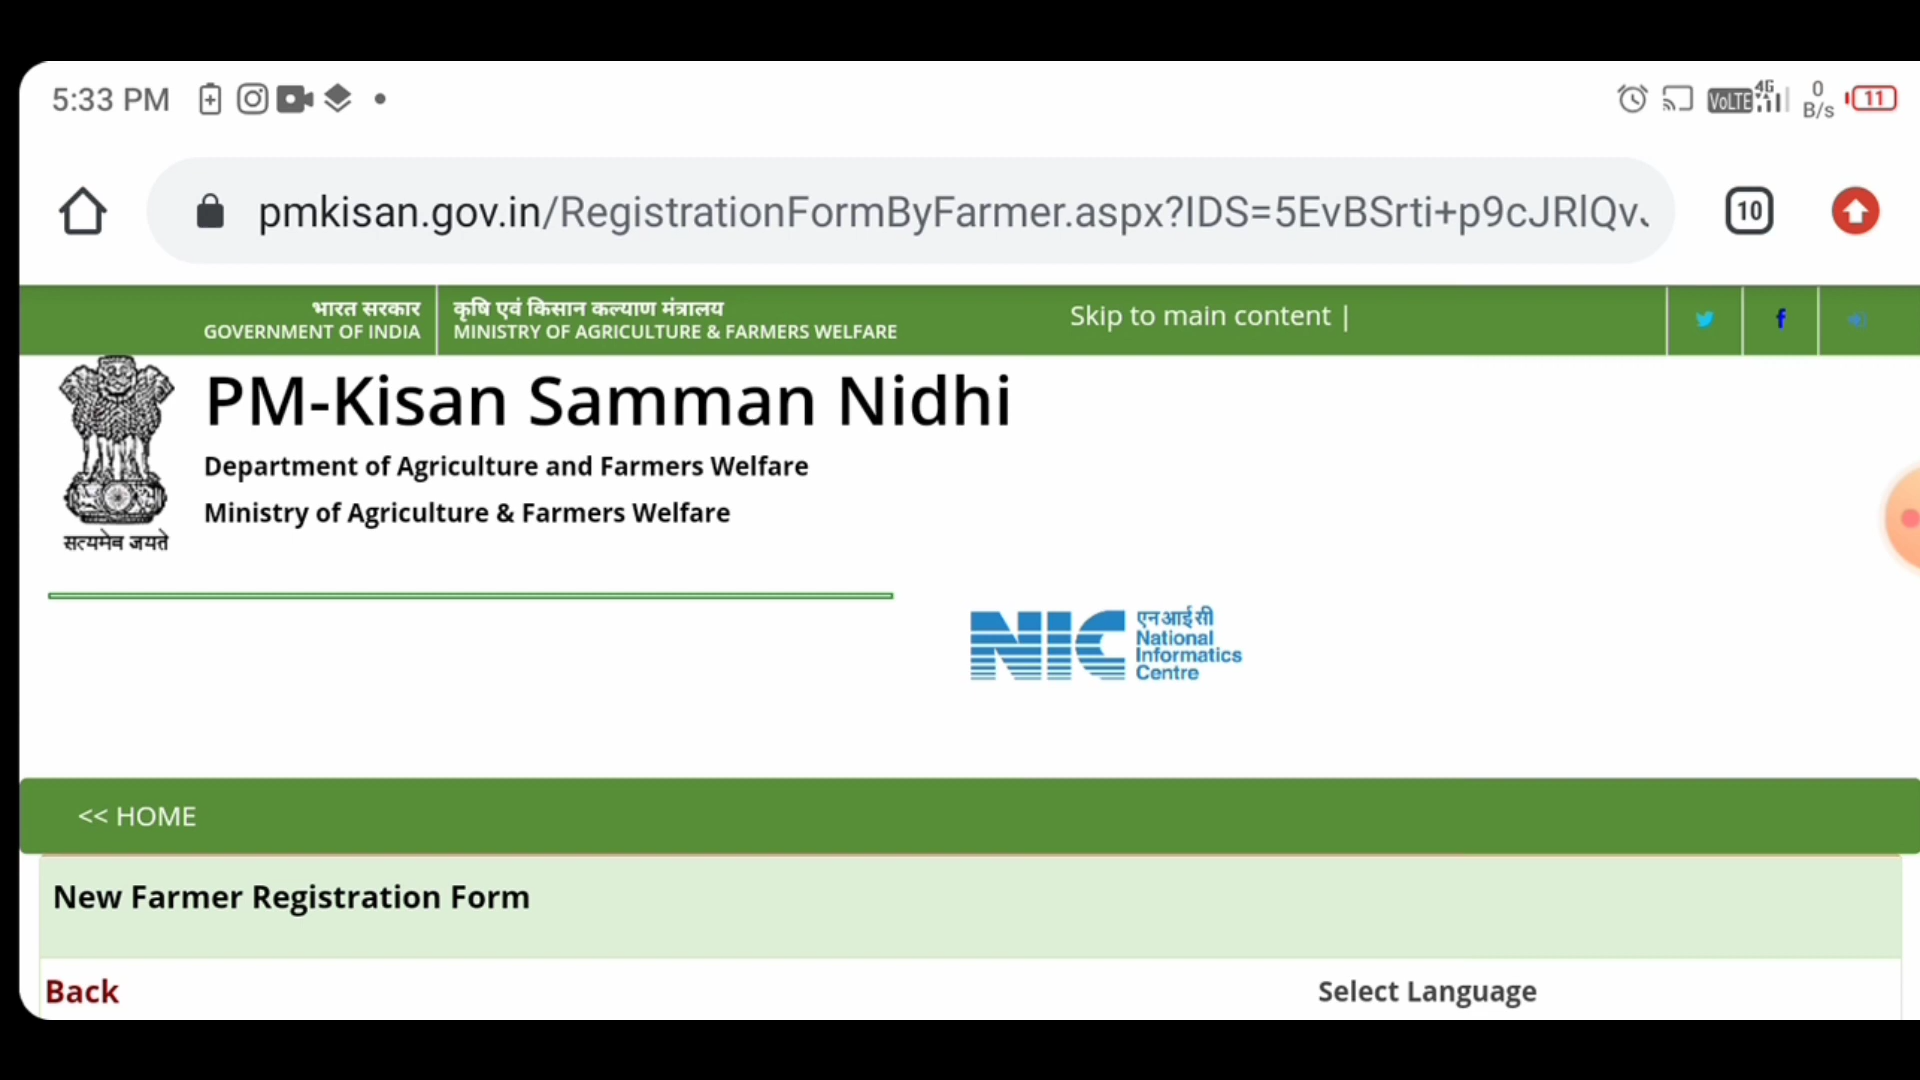 5:33 PM
VoLTE 4G 0 B/s 11
pmkisan.gov.in/RegistrationFormByFarmer.aspx?IDS=5EvBSrti+p9cJRlQv
10
भारत सरकार
GOVERNMENT OF INDIA
कृषि एवं किसान कल्याण मंत्रालय
MINISTRY OF AGRICULTURE & FARMERS WELFARE
Skip to main content |
PM-Kisan Samman Nidhi
Department of Agriculture and Farmers Welfare
Ministry of Agriculture & Farmers Welfare
सत्यमेव जयते
NIC
एनआईसी
National
Informatics
Centre
<< HOME
New Farmer Registration Form
Back
Select Language